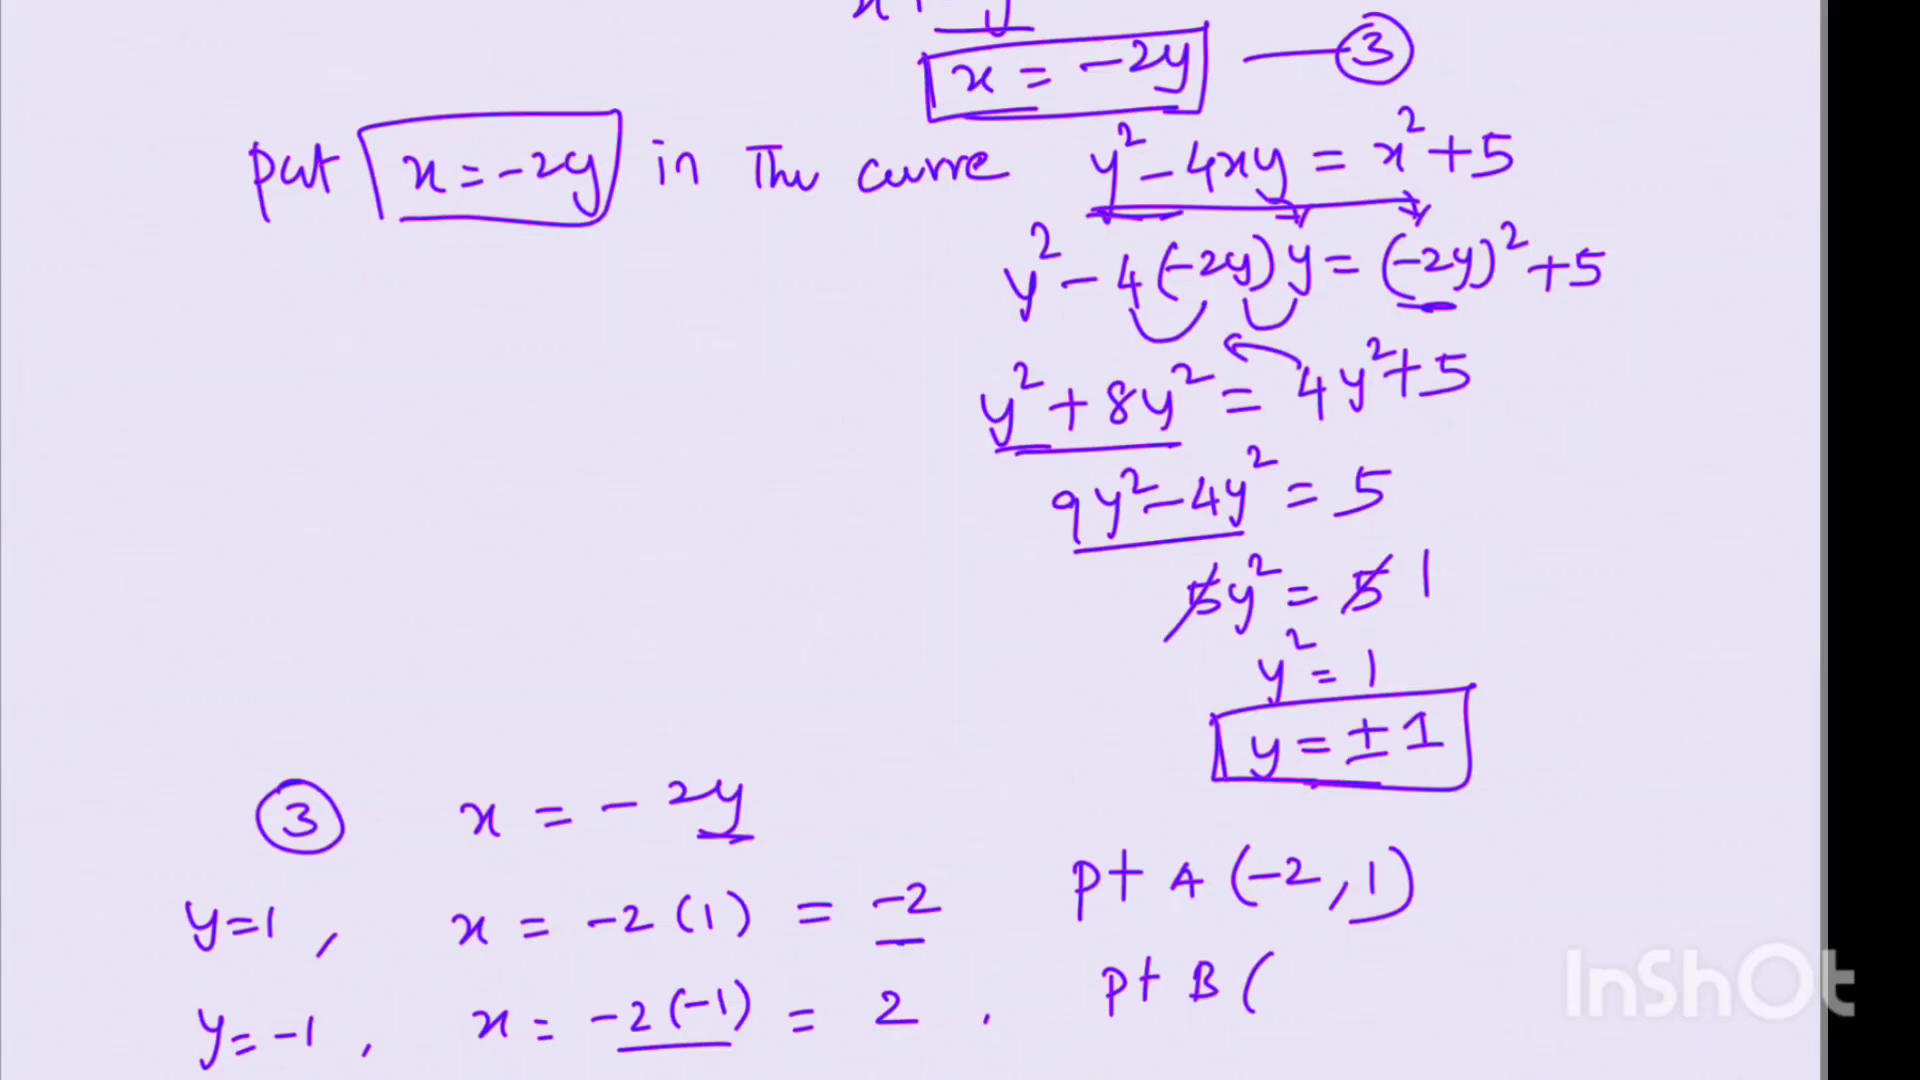 x = -2y — ③
put x = -2y in The curve y² - 4xy = x² + 5
y² - 4(-2y)y = (-2y)² + 5
y² + 8y² = 4y² + 5
9y² - 4y² = 5
5y² = 5 1
y² = 1
y = ±1
③ x = -2y
y=1, x = -2(1) = -2 pt A (-2, 1)
y=-1, x = -2(-1) = 2. pt B (
InShOt